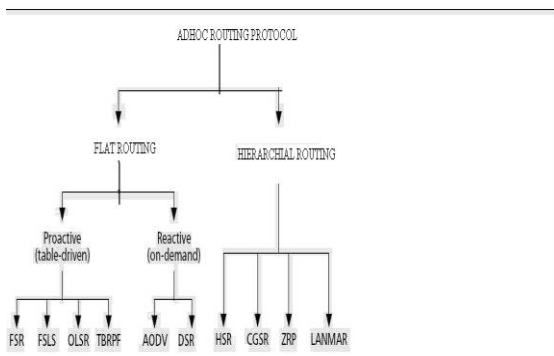 ADHOC ROUTING PROTOCOL
FLAT ROUTING
HIERARCHIAL ROUTING
Proactive
(table-driven)
Reactive
(on-demand)
FSR FSLS OLSR TBRPF AODV DSR HSR CGSR ZRP LANMAR